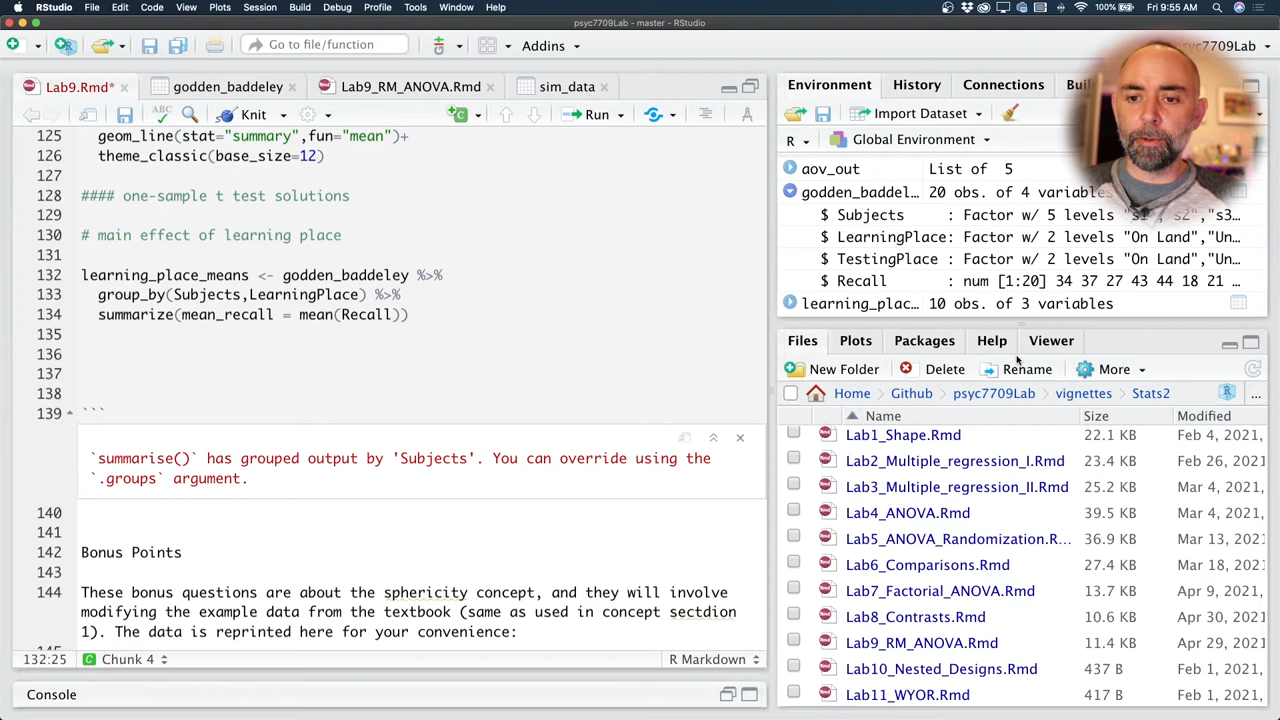 RStudio File Edit Code View Plots Session Build Debug Profile Tools Window Help 100% Fri 9:55 AM
psyc7709Lab - master - RStudio
Go to file/function Addins psyc7709Lab
Lab9.Rmd* godden_baddeley Lab9_RM_ANOVA.Rmd sim_data
Knit Run
125 geom_line(stat="summary",fun="mean")+
126 theme_classic(base_size=12)
127
128 #### one-sample t test solutions
129
130 # main effect of learning place
131
132 learning_place_means <- godden_baddeley %>%
133 group_by(Subjects,LearningPlace) %>%
134 summarize(mean_recall = mean(Recall))
135
136
137
138
139 ```
`summarise()` has grouped output by 'Subjects'. You can override using the
`.groups` argument.
140
141
142 Bonus Points
143
144 These bonus questions are about the sphericity concept, and they will involve
modifying the example data from the textbook (same as used in concept sectdion
1). The data is reprinted here for your convenience:
132:25 Chunk 4 R Markdown
Console
Environment History Connections
Import Dataset
R Global Environment
aov_out List of 5
godden_baddel… 20 obs. of 4 variables
$ Subjects : Factor w/ 5 levels "s1","s2","s3…
$ LearningPlace: Factor w/ 2 levels "On Land","Un…
$ TestingPlace : Factor w/ 2 levels "On Land","Un…
$ Recall : num [1:20] 34 37 27 43 44 18 21 …
learning_plac… 10 obs. of 3 variables
Files Plots Packages Help Viewer
New Folder Delete Rename More
Home Github psyc7709Lab vignettes Stats2 ...
Name Size Modified
Lab1_Shape.Rmd 22.1 KB Feb 4, 2021,
Lab2_Multiple_regression_I.Rmd 23.4 KB Feb 26, 2021
Lab3_Multiple_regression_II.Rmd 25.2 KB Mar 4, 2021,
Lab4_ANOVA.Rmd 39.5 KB Mar 4, 2021,
Lab5_ANOVA_Randomization.R… 36.9 KB Mar 13, 2021
Lab6_Comparisons.Rmd 27.4 KB Mar 18, 2021
Lab7_Factorial_ANOVA.Rmd 13.7 KB Apr 9, 2021,
Lab8_Contrasts.Rmd 10.6 KB Apr 30, 2021
Lab9_RM_ANOVA.Rmd 11.4 KB Apr 29, 2021
Lab10_Nested_Designs.Rmd 437 B Feb 1, 2021,
Lab11_WYOR.Rmd 417 B Feb 1, 2021,